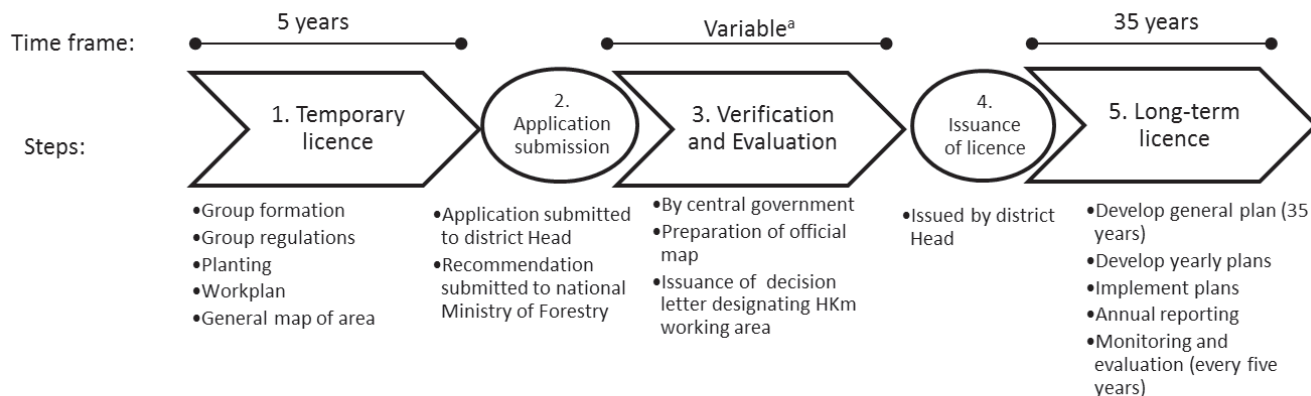 Time frame:
5 years
Variableᵃ
35 years
Steps:
1. Temporary
licence
2.
Application
submission
3. Verification
and Evaluation
4.
Issuance
of licence
5. Long-term
licence
•Group formation
•Group regulations
•Planting
•Workplan
•General map of area
•Application submitted
to district Head
•Recommendation
submitted to national
Ministry of Forestry
•By central government
•Preparation of official
map
•Issuance of decision
letter designating HKm
working area
•Issued by district
Head
•Develop general plan (35
years)
•Develop yearly plans
•Implement plans
•Annual reporting
•Monitoring and
evaluation (every five
years)